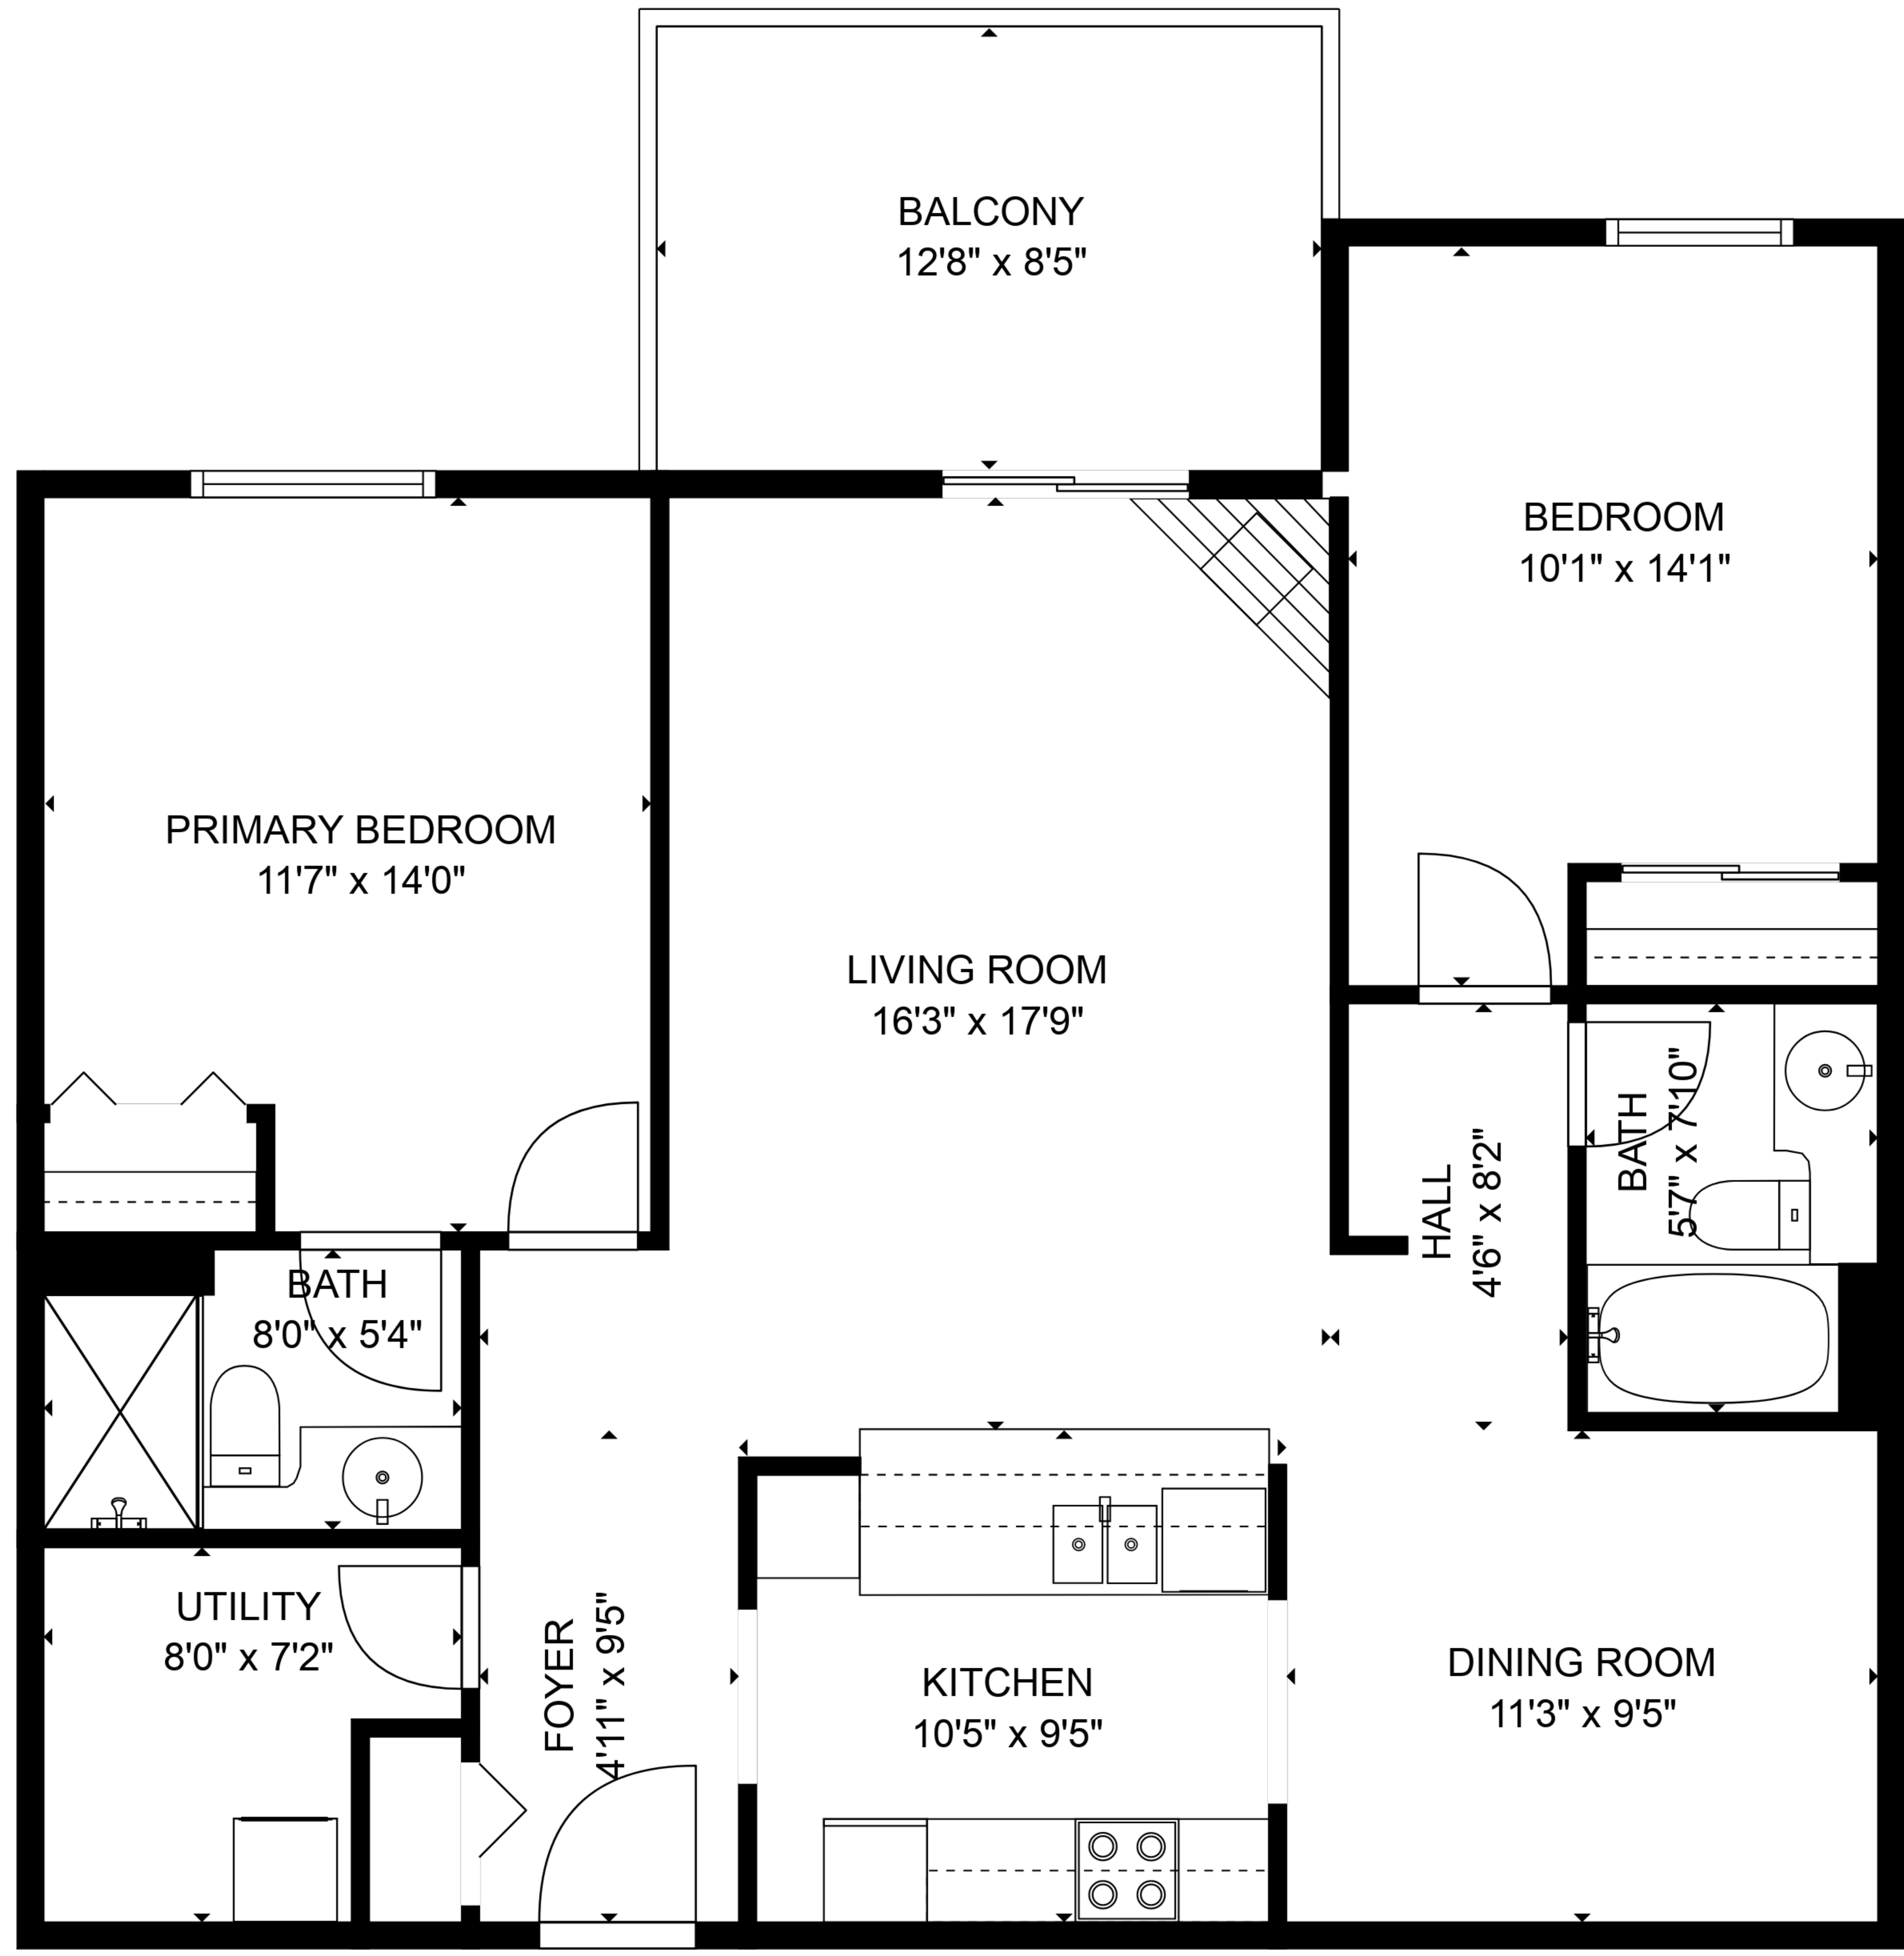 BALCONY
12'8" x 8'5"
BEDROOM
10'1" x 14'1"
PRIMARY BEDROOM
11'7" x 14'0"
LIVING ROOM
16'3" x 17'9"
HALL
4'6" x 8'2"
BATH
5'7" x 7'10"
BATH
8'0" x 5'4"
UTILITY
8'0" x 7'2"
FOYER
4'11" x 9'5"
KITCHEN
10'5" x 9'5"
DINING ROOM
11'3" x 9'5"